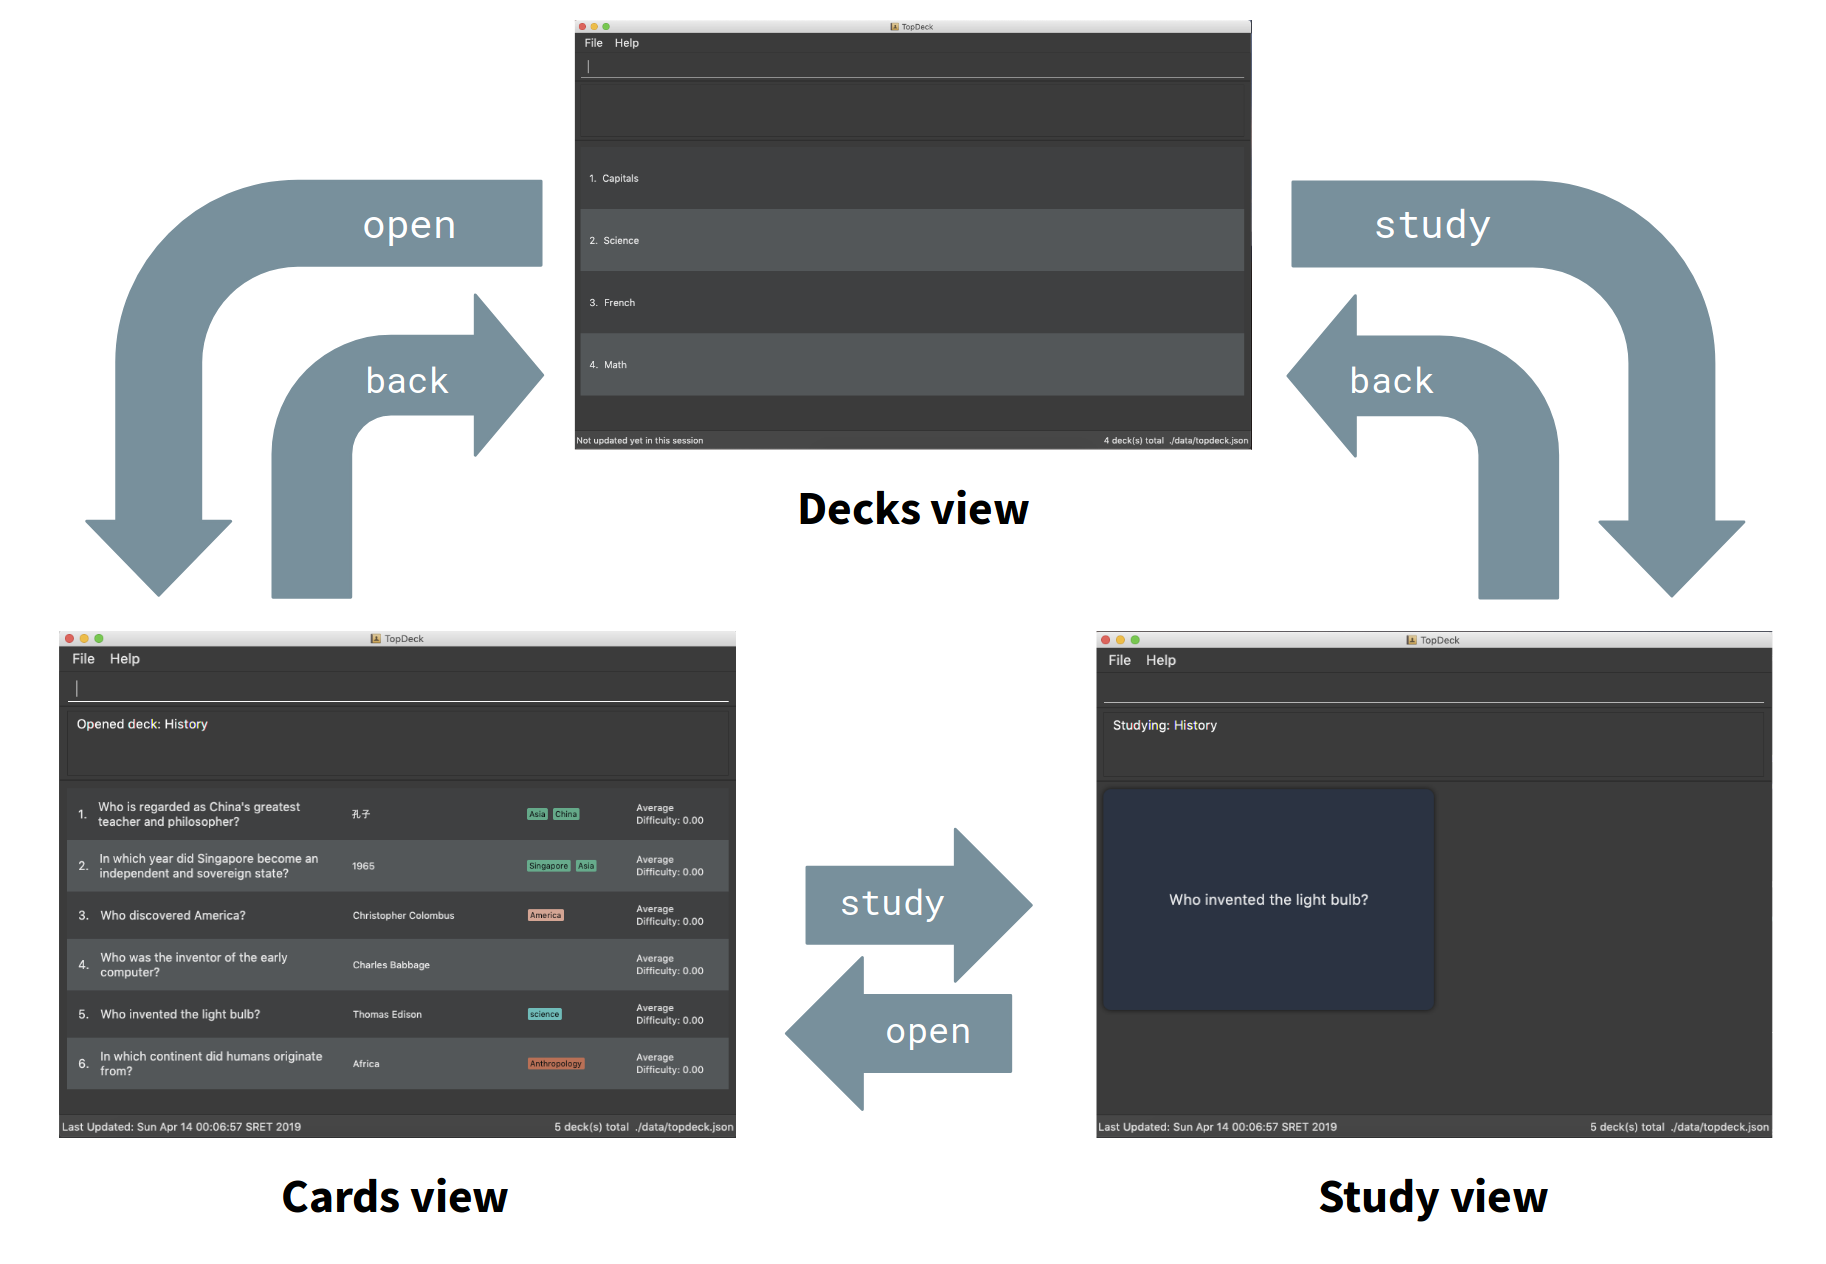 TopDeck
File Help
1. Capitals
2. Science
3. French
4. Math
Not updated yet in this session
4 deck(s) total ./data/topdeck.json
open
back
study
back
Decks view
TopDeck
File Help
Opened deck: History
1. Who is regarded as China's greatest
teacher and philosopher?
孔子
Asia China
Average
Difficulty: 0.00
2. In which year did Singapore become an
independent and sovereign state?
1965
Singapore Asia
Average
Difficulty: 0.00
3. Who discovered America?
Christopher Colombus
America
Average
Difficulty: 0.00
4. Who was the inventor of the early
computer?
Charles Babbage
Average
Difficulty: 0.00
5. Who invented the light bulb?
Thomas Edison
science
Average
Difficulty: 0.00
6. In which continent did humans originate
from?
Africa
Anthropology
Average
Difficulty: 0.00
Last Updated: Sun Apr 14 00:06:57 SRET 2019
5 deck(s) total ./data/topdeck.json
Cards view
study
open
TopDeck
File Help
Studying: History
Who invented the light bulb?
Last Updated: Sun Apr 14 00:06:57 SRET 2019
5 deck(s) total ./data/topdeck.json
Study view